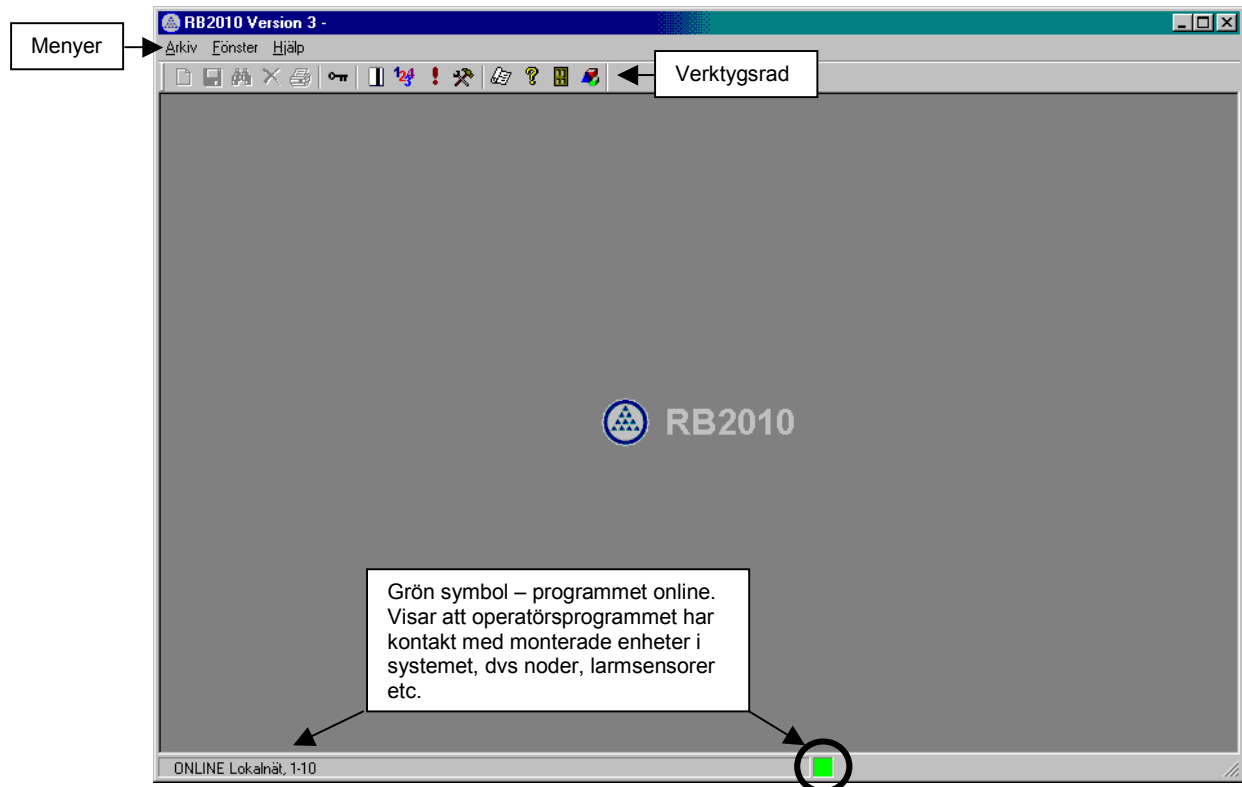 RB2010 Version 3 -
Menyer
Arkiv Fönster Hjälp
Verktygsrad
RB2010
Grön symbol – programmet online.
Visar att operatörsprogrammet har
kontakt med monterade enheter i
systemet, dvs noder, larmsensorer
etc.
ONLINE Lokalnät, 1-10